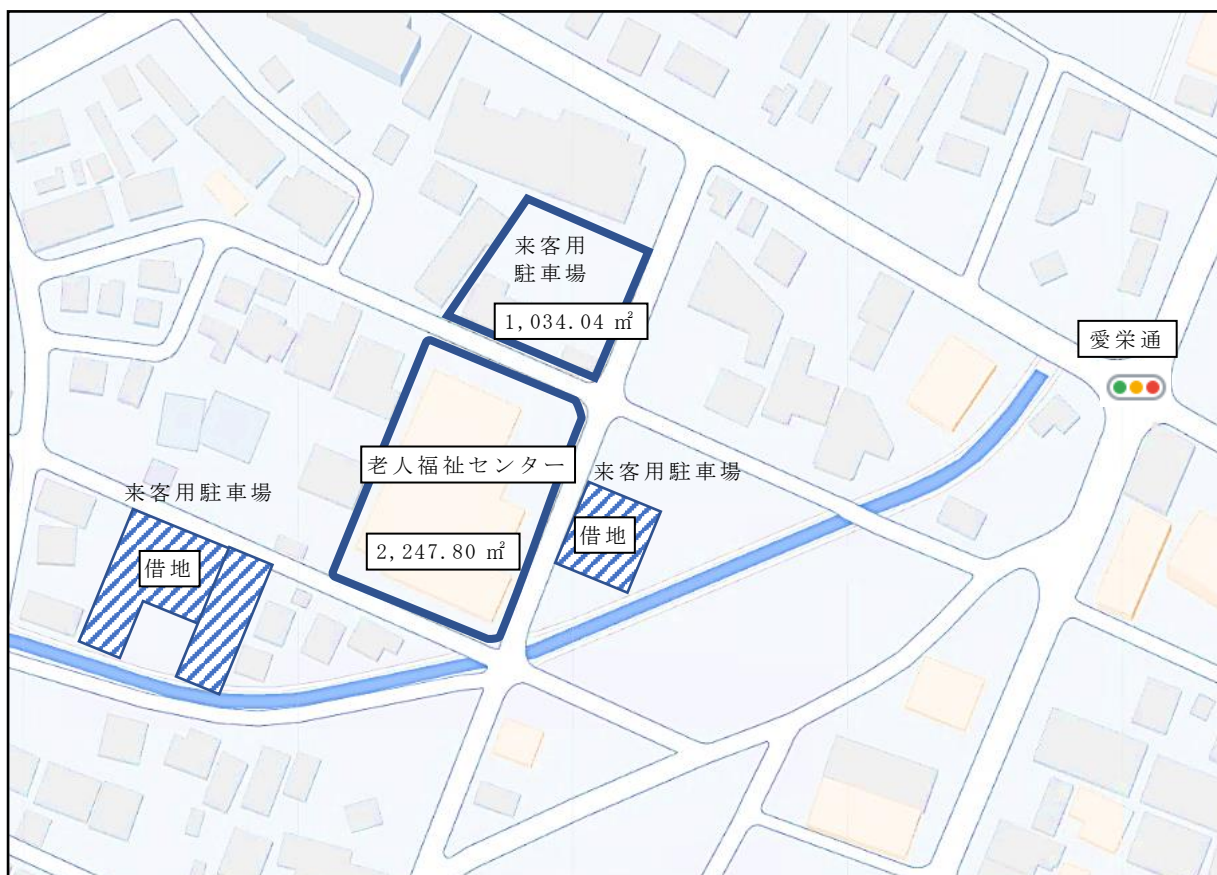 来客用
駐車場
1,034.04 ㎡
愛栄通
老人福祉センター
来客用駐車場
来客用駐車場
借地
借地
2,247.80 ㎡